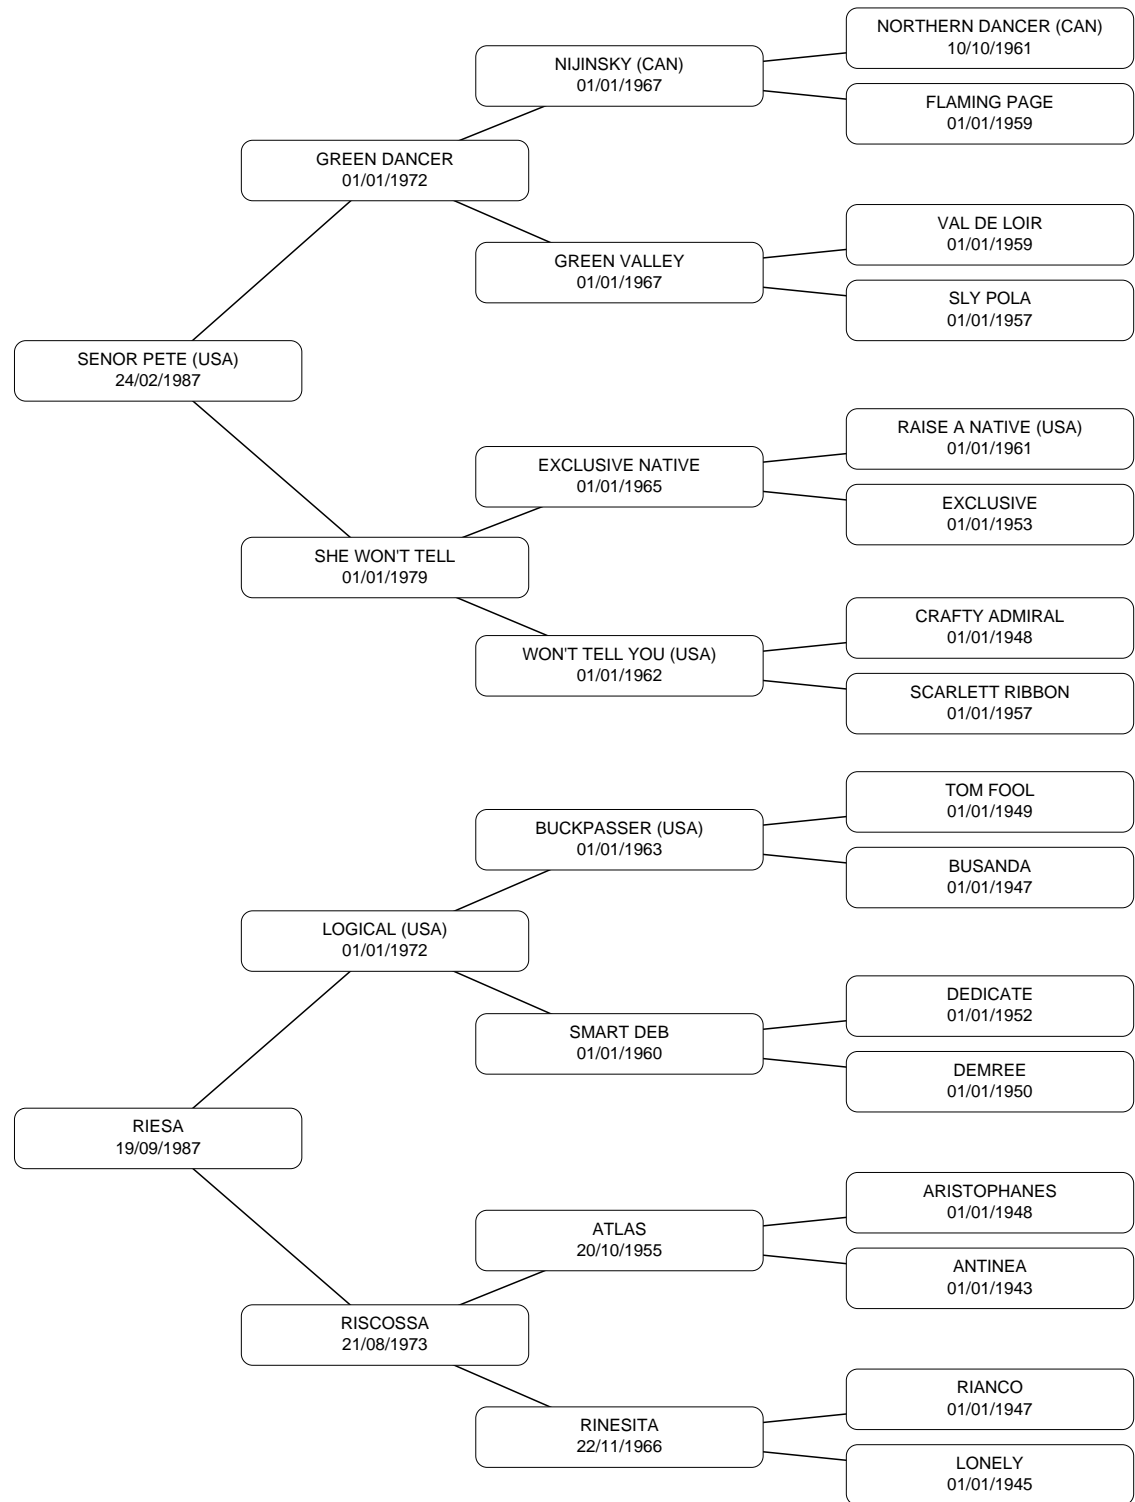 NORTHERN DANCER (CAN)
10/10/1961
NIJINSKY (CAN)
01/01/1967
FLAMING PAGE
01/01/1959
GREEN DANCER
01/01/1972
VAL DE LOIR
01/01/1959
GREEN VALLEY
01/01/1967
SLY POLA
01/01/1957
SENOR PETE (USA)
24/02/1987
RAISE A NATIVE (USA)
01/01/1961
EXCLUSIVE NATIVE
01/01/1965
EXCLUSIVE
01/01/1953
SHE WON'T TELL
01/01/1979
CRAFTY ADMIRAL
01/01/1948
WON'T TELL YOU (USA)
01/01/1962
SCARLETT RIBBON
01/01/1957
TOM FOOL
01/01/1949
BUCKPASSER (USA)
01/01/1963
BUSANDA
01/01/1947
LOGICAL (USA)
01/01/1972
DEDICATE
01/01/1952
SMART DEB
01/01/1960
DEMREE
01/01/1950
RIESA
19/09/1987
ARISTOPHANES
01/01/1948
ATLAS
20/10/1955
ANTINEA
01/01/1943
RISCOSSA
21/08/1973
RIANCO
01/01/1947
RINESITA
22/11/1966
LONELY
01/01/1945